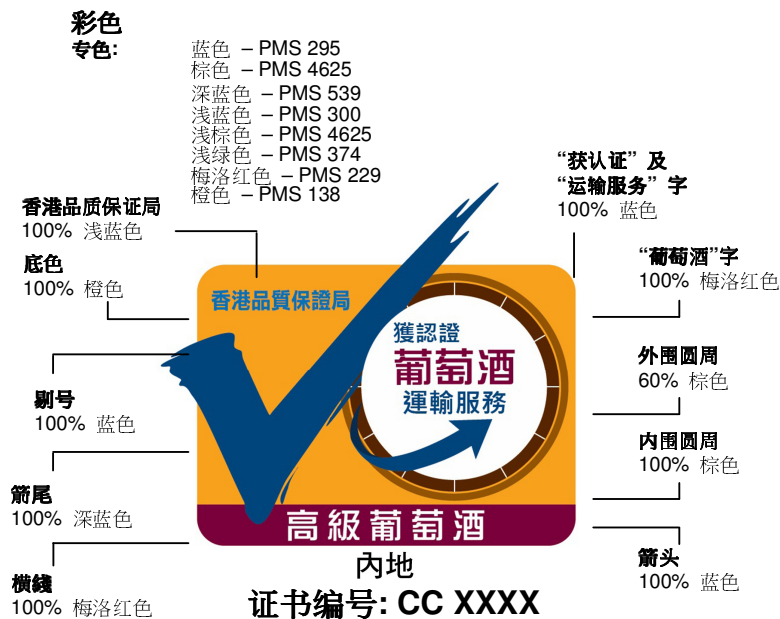 彩色
专色:
蓝色 – PMS 295
棕色 – PMS 4625
深蓝色 – PMS 539
浅蓝色 – PMS 300
浅棕色 – PMS 4625
浅绿色 – PMS 374
梅洛红色 – PMS 229
橙色 – PMS 138
香港品质保证局
100% 浅蓝色
底色
100% 橙色
剔号
100% 蓝色
箭尾
100% 深蓝色
横綫
100% 梅洛红色
“获认证” 及
“运输服务” 字
100% 蓝色
“葡萄酒”字
100% 梅洛红色
外围圆周
60% 棕色
内围圆周
100% 棕色
箭头
100% 蓝色
香港品質保證局
獲認證
葡萄酒
運輸服務
高級葡萄酒
內地
证书编号: CC XXXX